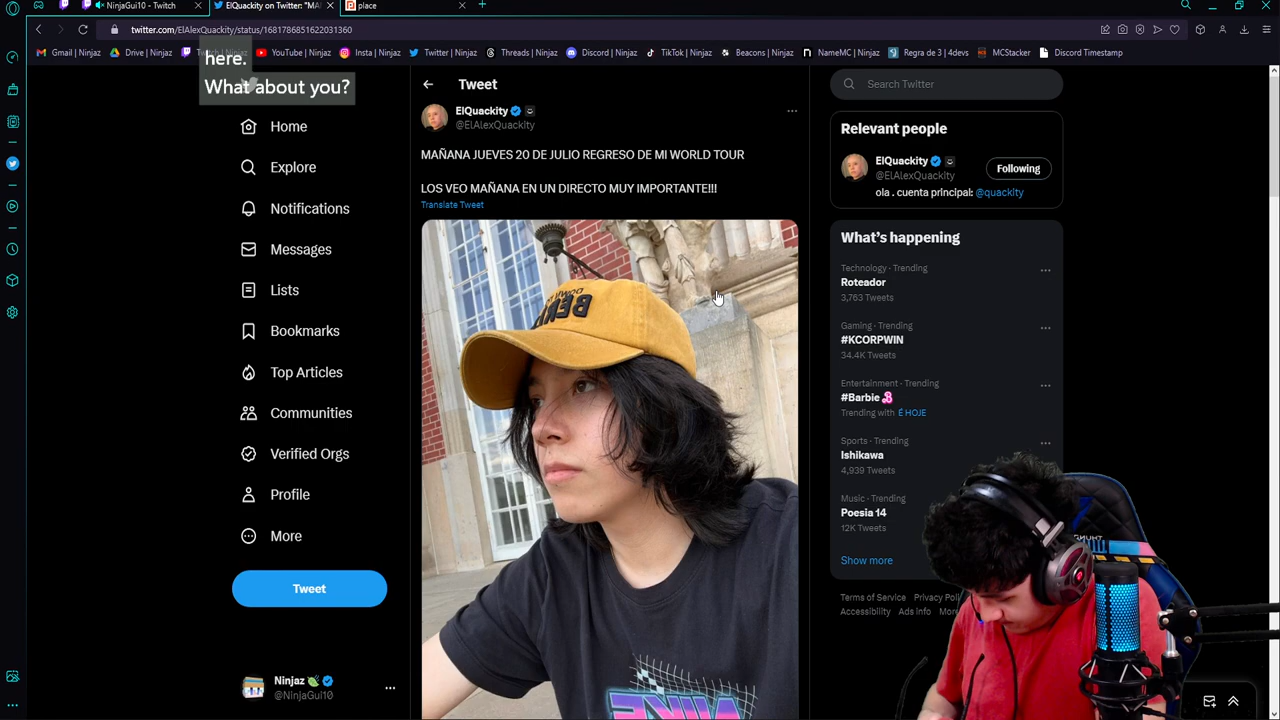 NinjaGui10 - Twitch
ElQuackity on Twitter: "MAÑ
place
twitter.com/ElAlexQuackity/status/1681786851622031360
Gmail | Ninjaz
Drive | Ninjaz
YouTube | Ninjaz
Insta | Ninjaz
Twitter | Ninjaz
Threads | Ninjaz
Discord | Ninjaz
TikTok | Ninjaz
Beacons | Ninjaz
NameMC | Ninjaz
Regra de 3 | 4ders
MCStacker
Discord Timestamp
here.
What about you?
Home
Explore
Notifications
Messages
Lists
Bookmarks
Top Articles
Communities
Verified Orgs
Profile
More
Tweet
Ninjaz
@NinjaGui10
Tweet
ElQuackity
@ElAlexQuackity
MAÑANA JUEVES 20 DE JULIO REGRESO DE MI WORLD TOUR
LOS VEO MAÑANA EN UN DIRECTO MUY IMPORTANTE!!!
Translate Tweet
Search Twitter
Relevant people
ElQuackity
@ElAlexQuackity
Following
ola . cuenta principal: @quackity
What's happening
Technology · Trending
Roteador
3,763 Tweets
Gaming · Trending
#KCORPWIN
34.4K Tweets
Entertainment · Trending
#Barbie
Trending with É HOJE
Sports · Trending
Ishikawa
4,939 Tweets
Music · Trending
Poesia 14
12K Tweets
Show more
Terms of Service Privacy Poli
Accessibility Ads info More